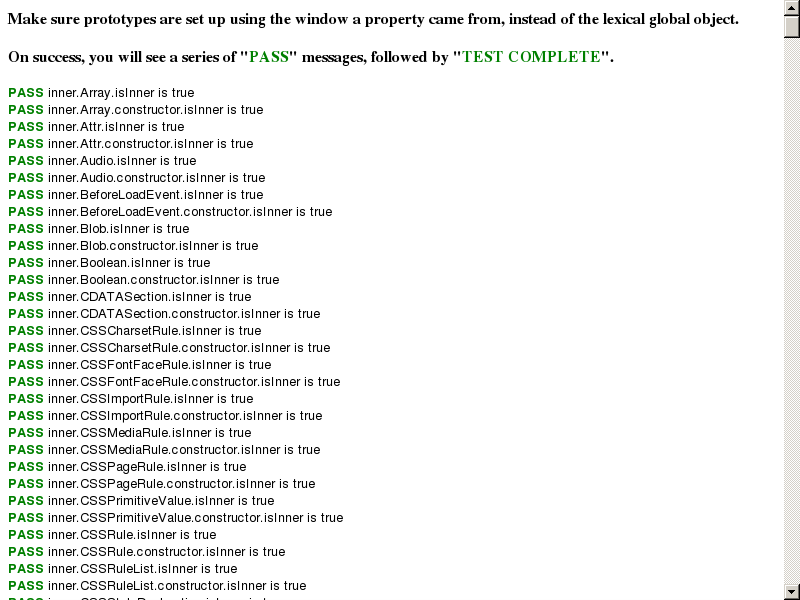 Make sure prototypes are set up using the window a property came from, instead of the lexical global object.
On success, you will see a series of "PASS" messages, followed by "TEST COMPLETE".
PASS inner.Array.isInner is true
PASS inner.Array.constructor.isInner is true
PASS inner.Attr.isInner is true
PASS inner.Attr.constructor.isInner is true
PASS inner.Audio.isInner is true
PASS inner.Audio.constructor.isInner is true
PASS inner.BeforeLoadEvent.isInner is true
PASS inner.BeforeLoadEvent.constructor.isInner is true
PASS inner.Blob.isInner is true
PASS inner.Blob.constructor.isInner is true
PASS inner.Boolean.isInner is true
PASS inner.Boolean.constructor.isInner is true
PASS inner.CDATASection.isInner is true
PASS inner.CDATASection.constructor.isInner is true
PASS inner.CSSCharsetRule.isInner is true
PASS inner.CSSCharsetRule.constructor.isInner is true
PASS inner.CSSFontFaceRule.isInner is true
PASS inner.CSSFontFaceRule.constructor.isInner is true
PASS inner.CSSImportRule.isInner is true
PASS inner.CSSImportRule.constructor.isInner is true
PASS inner.CSSMediaRule.isInner is true
PASS inner.CSSMediaRule.constructor.isInner is true
PASS inner.CSSPageRule.isInner is true
PASS inner.CSSPageRule.constructor.isInner is true
PASS inner.CSSPrimitiveValue.isInner is true
PASS inner.CSSPrimitiveValue.constructor.isInner is true
PASS inner.CSSRule.isInner is true
PASS inner.CSSRule.constructor.isInner is true
PASS inner.CSSRuleList.isInner is true
PASS inner.CSSRuleList.constructor.isInner is true